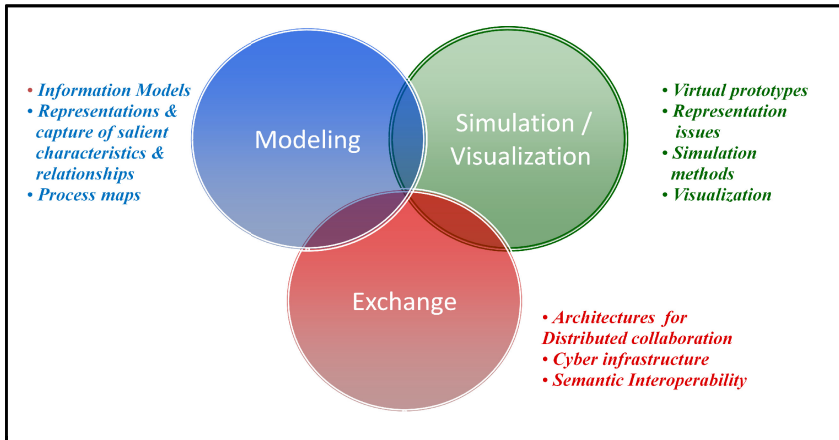 • Information Models
• Representations &
capture of salient
characteristics &
relationships
• Process maps
Modeling
Simulation /
Visualization
• Virtual prototypes
• Representation
issues
• Simulation
methods
• Visualization
Exchange
• Architectures for
Distributed collaboration
• Cyber infrastructure
• Semantic Interoperability